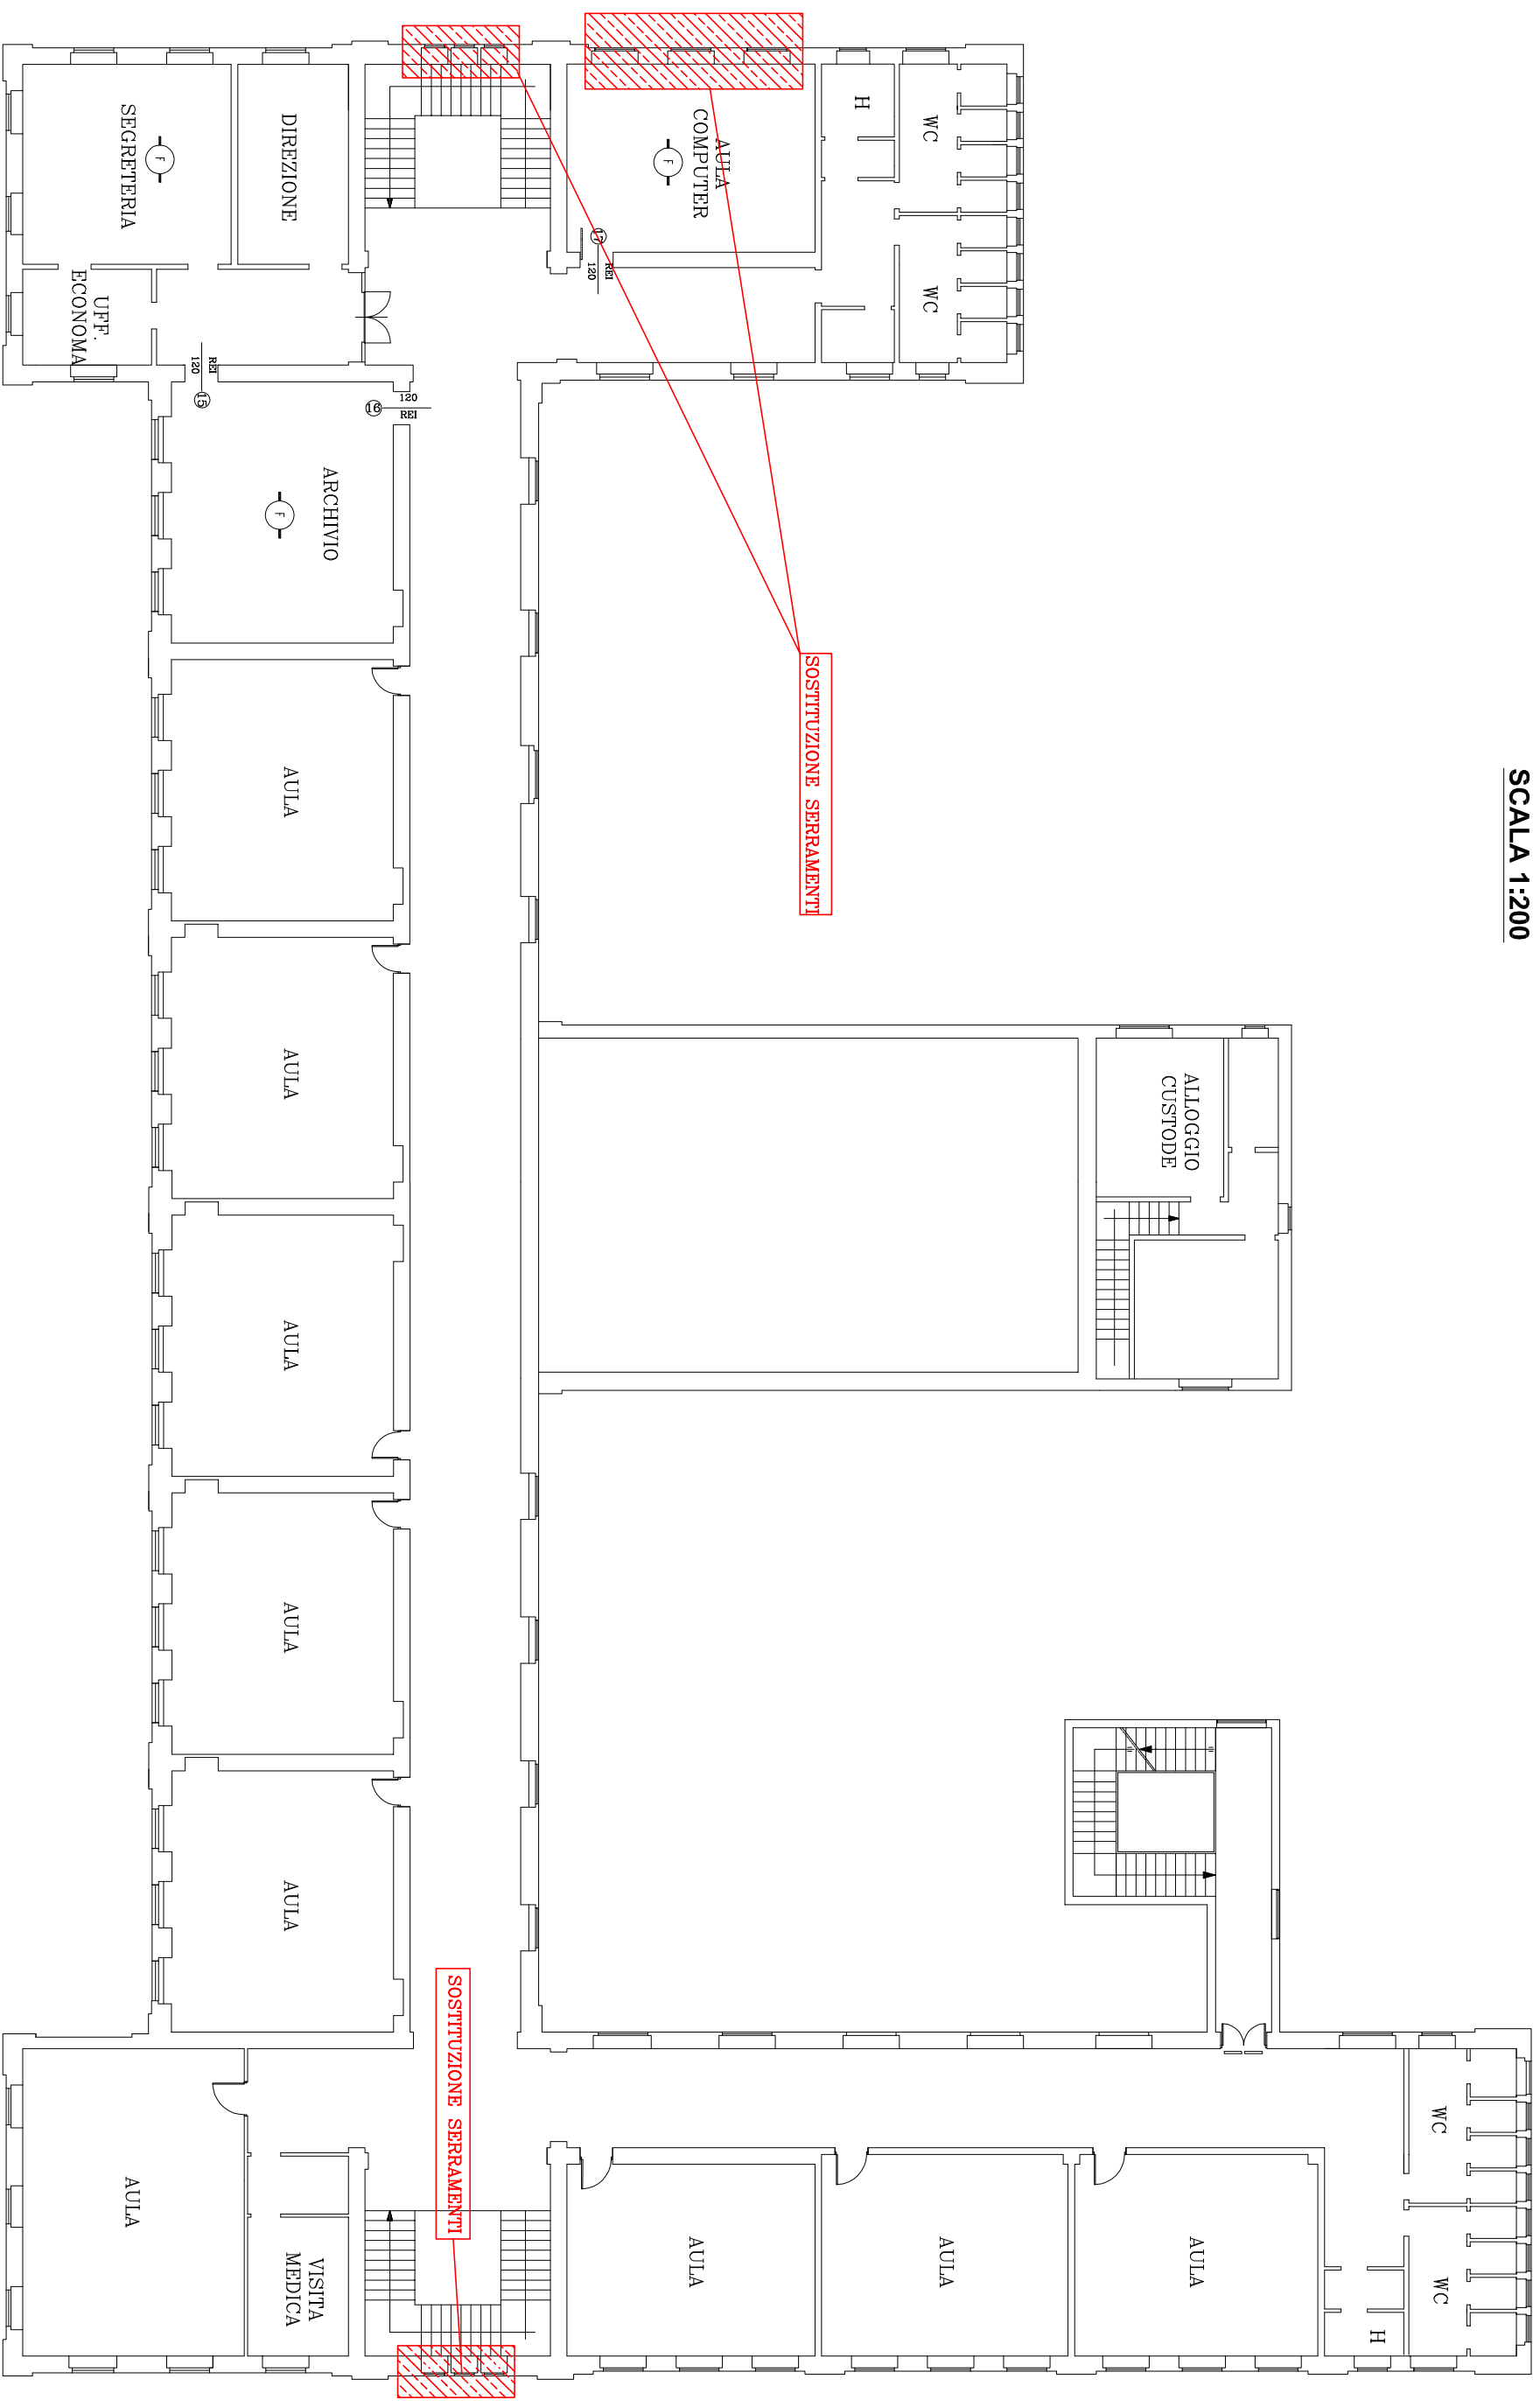 SCALA 1:200
WC
WC
H
AULA
COMPUTER
F
17
REI
120
DIREZIONE
SEGRETERIA
F
UFF.
ECONOMA
REI
120
15
120
REI
16
ARCHIVIO
F
SOSTITUZIONE SERRAMENTI
AULA
AULA
AULA
AULA
AULA
ALLOGGIO
CUSTODE
SOSTITUZIONE SERRAMENTI
WC
WC
H
AULA
AULA
AULA
VISITA
MEDICA
AULA